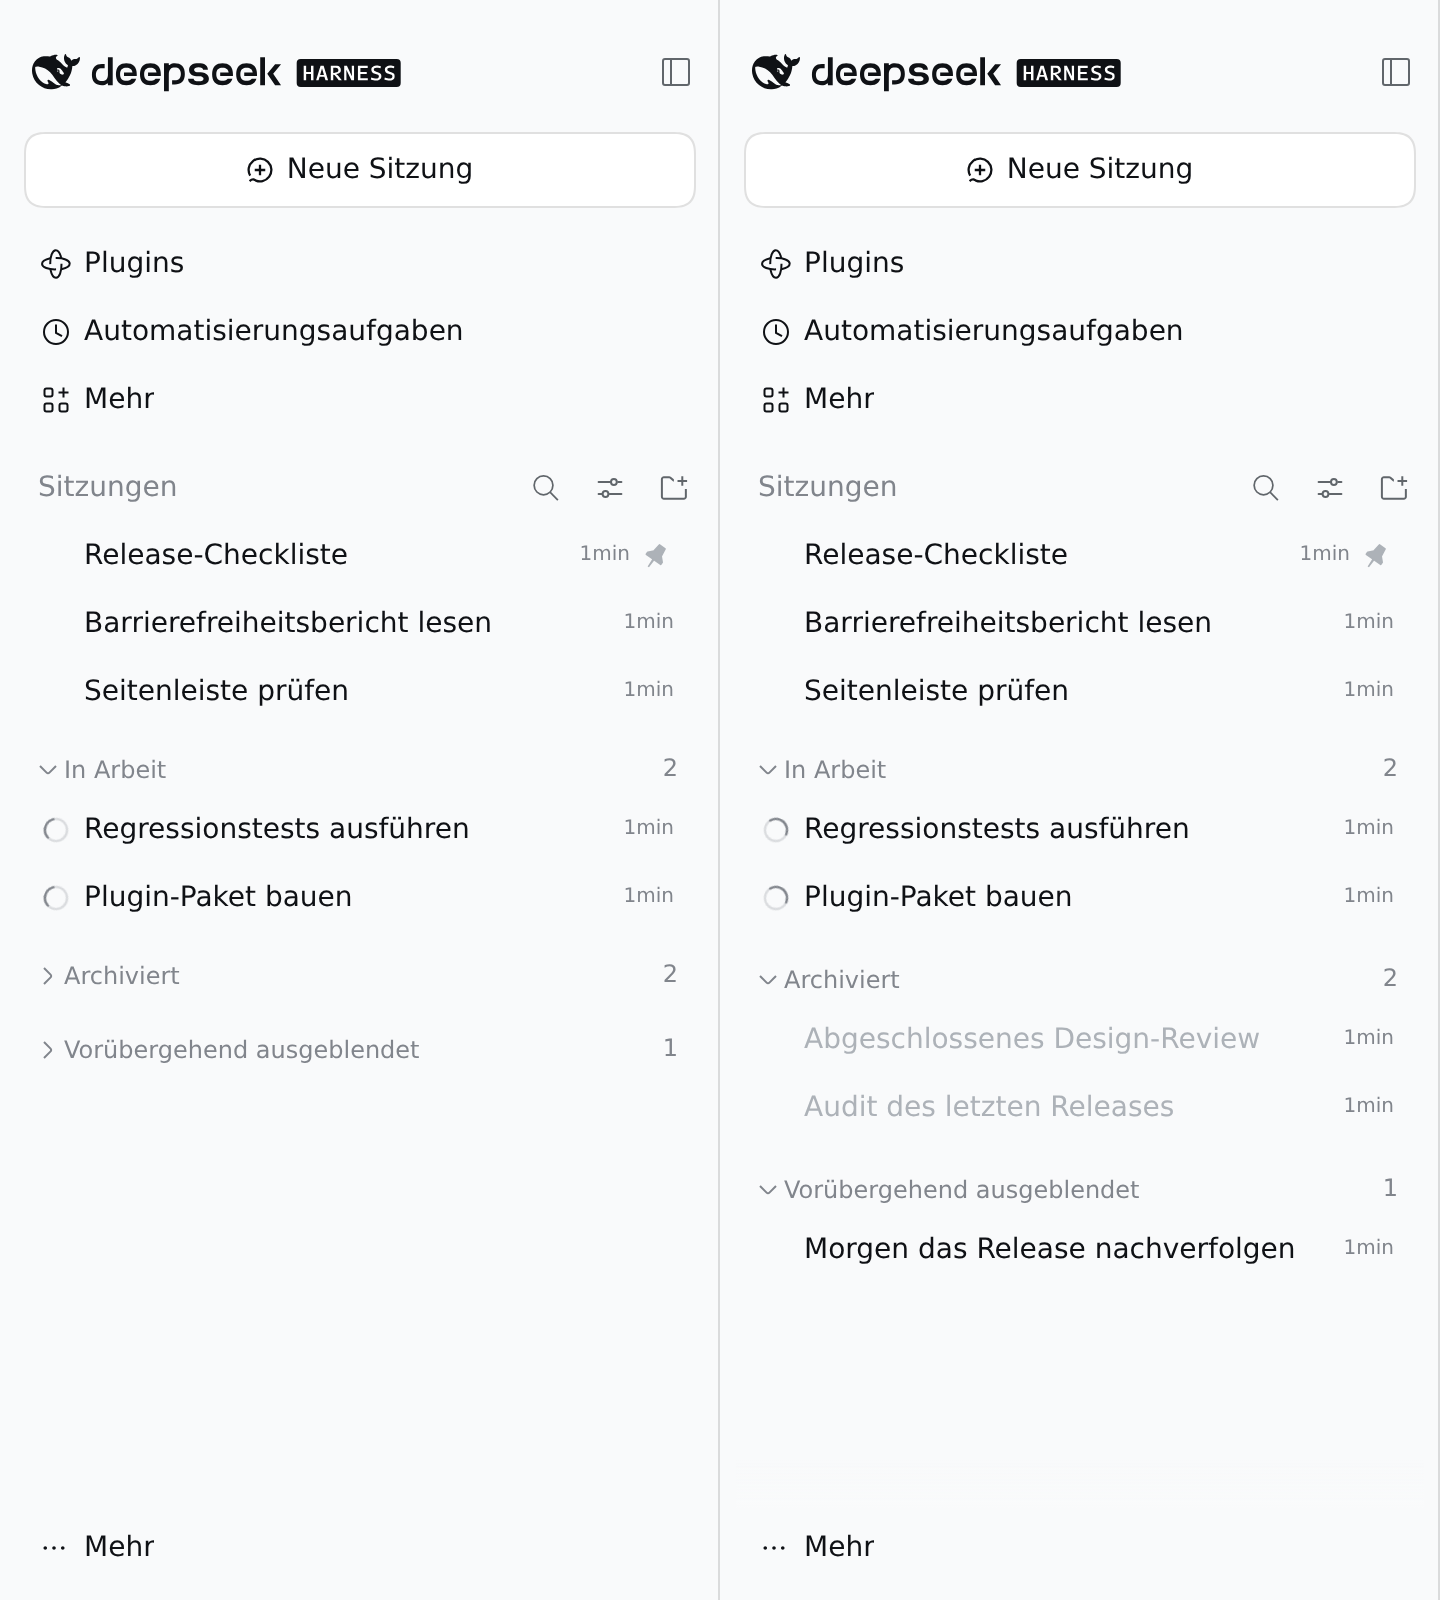 deepseek HARNESS
Neue Sitzung
Plugins
Automatisierungsaufgaben
Mehr
Sitzungen
Release-Checkliste 1min
Barrierefreiheitsbericht lesen 1min
Seitenleiste prüfen 1min
In Arbeit 2
Regressionstests ausführen 1min
Plugin-Paket bauen 1min
Archiviert 2
Vorübergehend ausgeblendet 1
Mehr
deepseek HARNESS
Neue Sitzung
Plugins
Automatisierungsaufgaben
Mehr
Sitzungen
Release-Checkliste 1min
Barrierefreiheitsbericht lesen 1min
Seitenleiste prüfen 1min
In Arbeit 2
Regressionstests ausführen 1min
Plugin-Paket bauen 1min
Archiviert 2
Abgeschlossenes Design-Review 1min
Audit des letzten Releases 1min
Vorübergehend ausgeblendet 1
Morgen das Release nachverfolgen 1min
Mehr